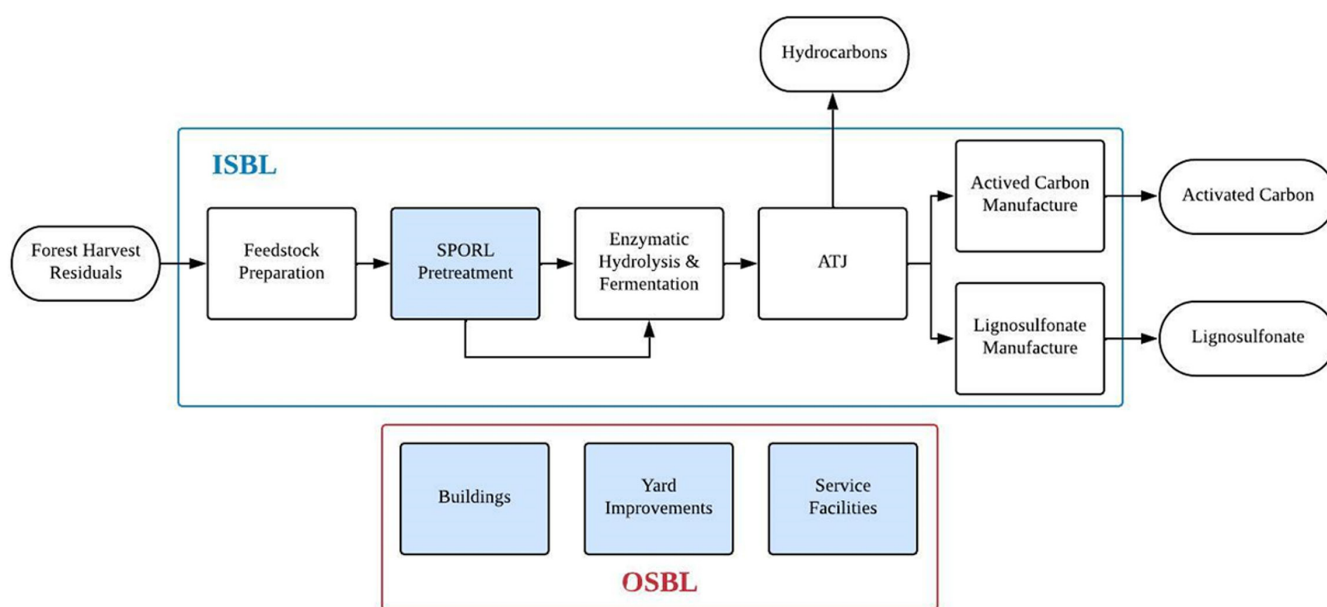 Hydrocarbons
ISBL
Forest Harvest
Residuals
Feedstock
Preparation
SPORL
Pretreatment
Enzymatic
Hydrolysis &
Fermentation
ATJ
Actived Carbon
Manufacture
Activated Carbon
Lignosulfonate
Manufacture
Lignosulfonate
Buildings
Yard
Improvements
Service
Facilities
OSBL